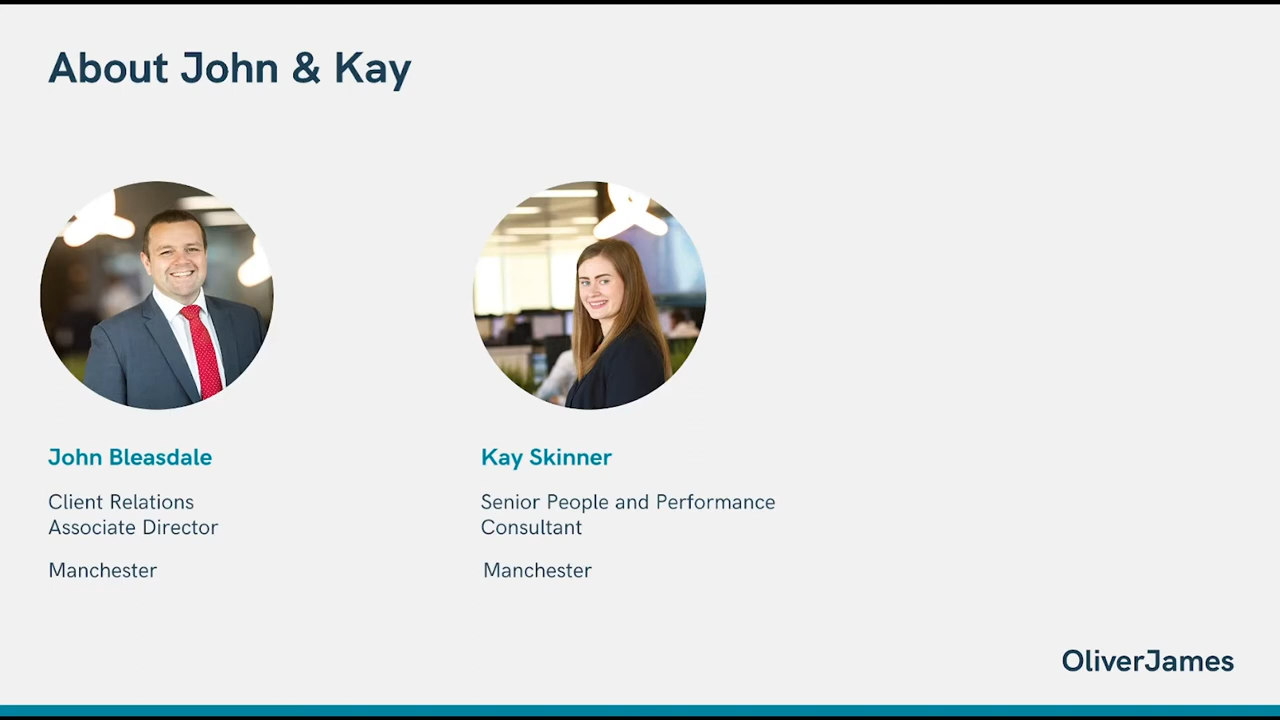 About John & Kay
John Bleasdale
Client Relations
Associate Director
Manchester
Kay Skinner
Senior People and Performance
Consultant
Manchester
OliverJames